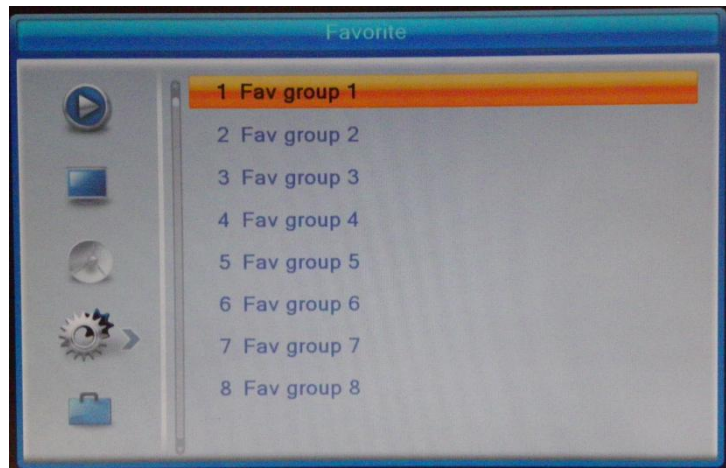 Favorite
1 Fav group 1
2 Fav group 2
3 Fav group 3
4 Fav group 4
5 Fav group 5
6 Fav group 6
7 Fav group 7
8 Fav group 8